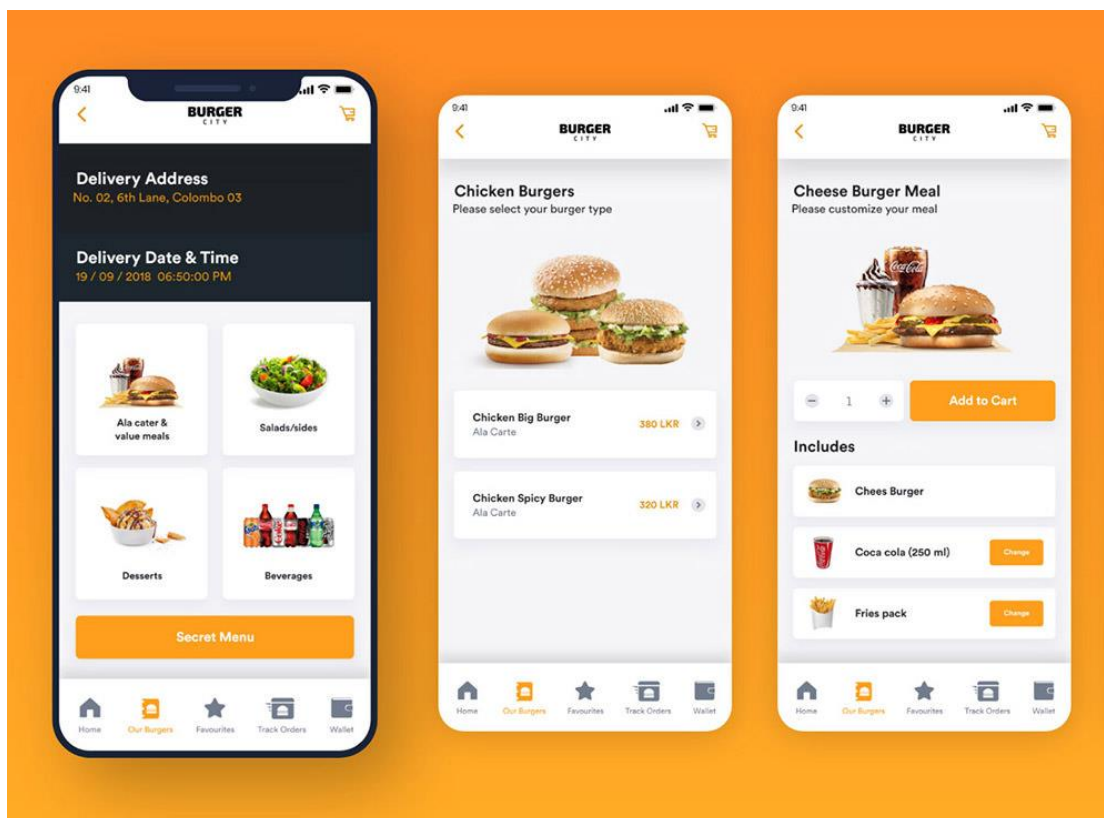 9:41
BURGER
CITY
Delivery Address
No. 02, 6th Lane, Colombo 03
Delivery Date & Time
19 / 09 / 2018 06:50:00 PM
Ala cater &
value meals
Salads/sides
Desserts
Beverages
Secret Menu
Home
Our Burgers
Favourites
Track Orders
Wallet
9:41
BURGER
CITY
Chicken Burgers
Please select your burger type
Chicken Big Burger
Ala Carte
380 LKR
Chicken Spicy Burger
Ala Carte
320 LKR
Home
Our Burgers
Favourites
Track Orders
Wallet
9:41
BURGER
CITY
Cheese Burger Meal
Please customize your meal
Coca-Cola
1
Add to Cart
Includes
Chees Burger
Coca cola (250 ml)
Change
Fries pack
Change
Home
Our Burgers
Favourites
Track Orders
Wallet